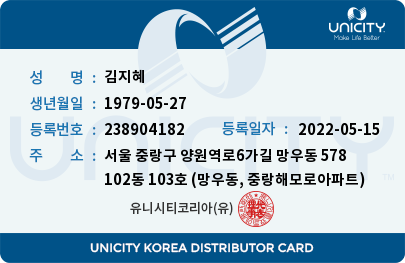 UNICITY
Make Life Better
성 명 : 김지혜
생년월일 : 1979-05-27
등록번호 : 238904182 등록일자 : 2022-05-15
주 소 : 서울 중랑구 양원역로6가길 망우동 578
102동 103호 (망우동, 중랑해모로아파트)
유니시티코리아(유)
UNICITY KOREA DISTRIBUTOR CARD